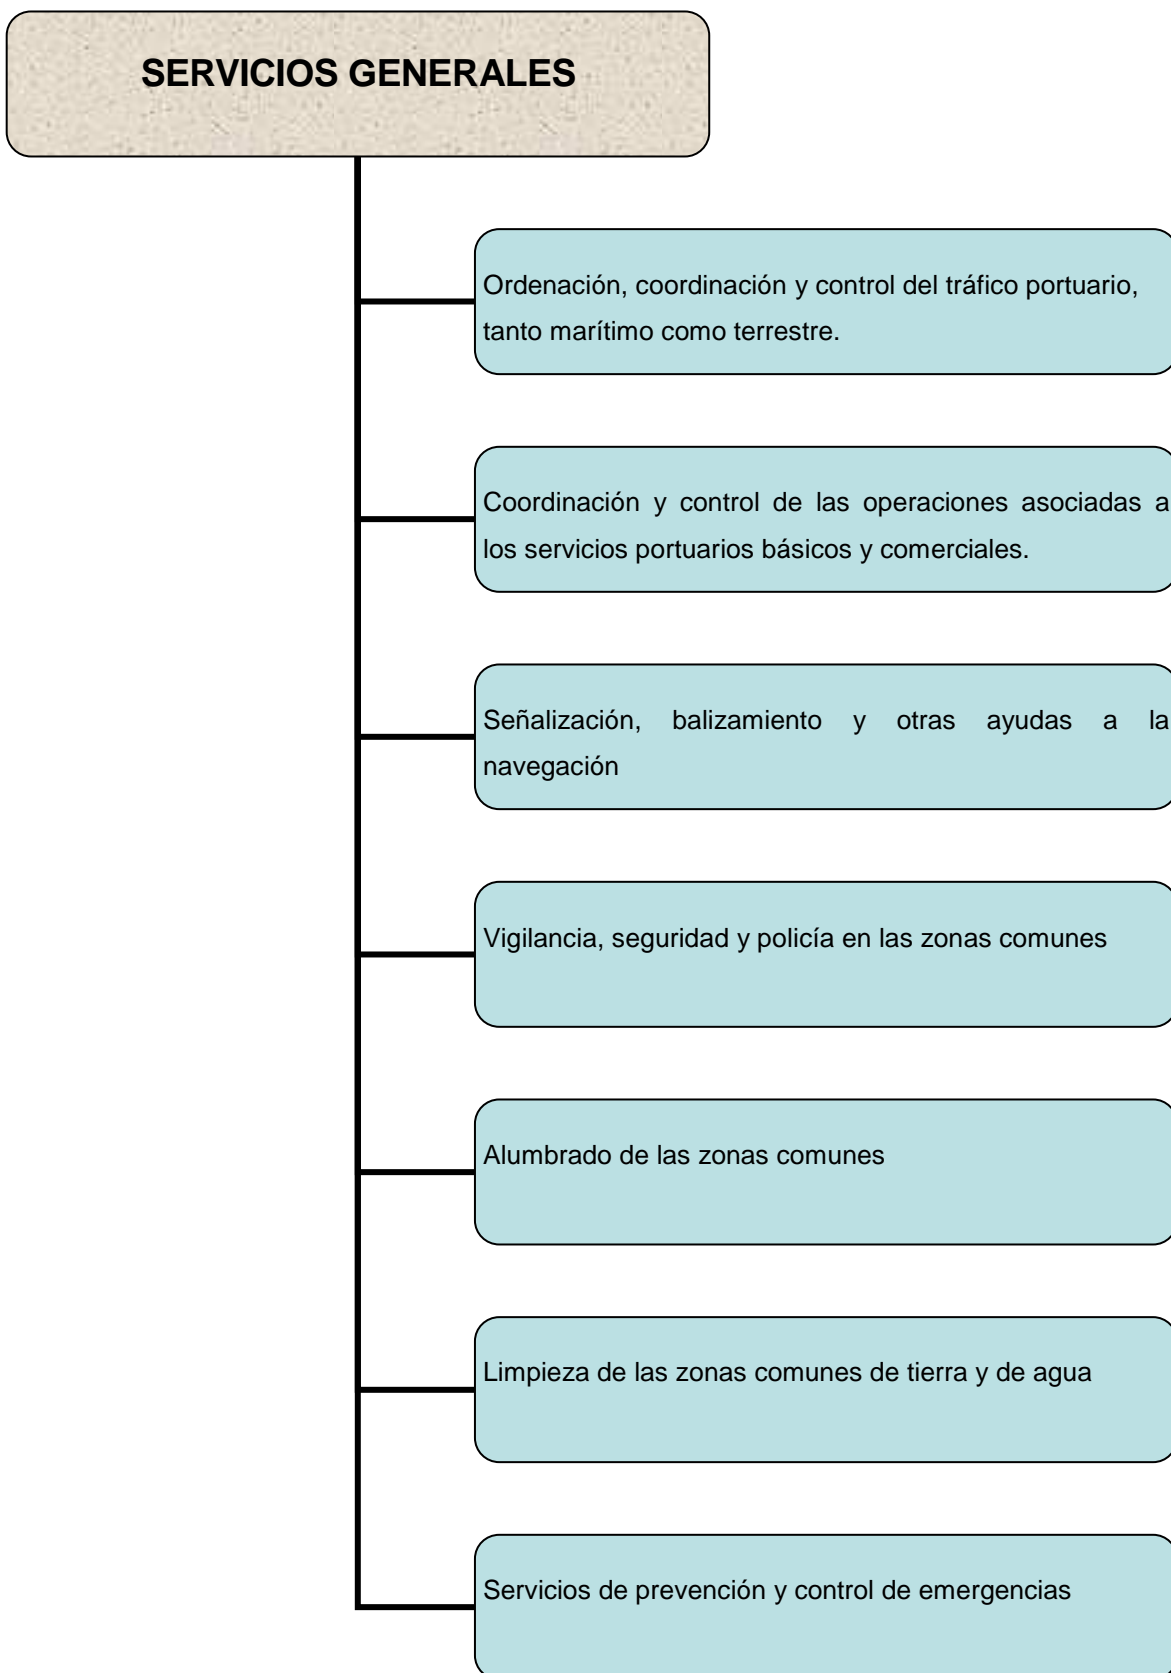 SERVICIOS GENERALES
Ordenación, coordinación y control del tráfico portuario,
tanto marítimo como terrestre.
Coordinación y control de las operaciones asociadas a
los servicios portuarios básicos y comerciales.
Señalización, balizamiento y otras ayudas a la
navegación
Vigilancia, seguridad y policía en las zonas comunes
Alumbrado de las zonas comunes
Limpieza de las zonas comunes de tierra y de agua
Servicios de prevención y control de emergencias